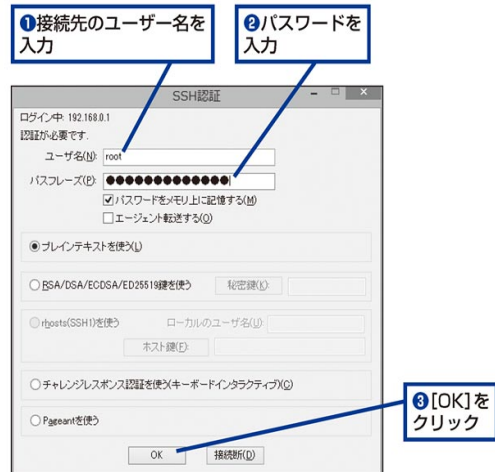 ❶接続先のユーザー名を
入力
❷パスワードを
入力
SSH認証
ログイン中: 192.168.0.1
認証が必要です.
ユーザ名(N): root
パスフレーズ(P): ●●●●●●●●●●●●●
パスワードをメモリ上に記憶する(M)
エージェント転送する(O)
プレインテキストを使う(L)
RSA/DSA/ECDSA/ED25519鍵を使う 秘密鍵(K):
rhosts(SSH1)を使う ローカルのユーザ名(U):
ホスト鍵(F):
チャレンジレスポンス認証を使う(キーボードインタラクティブ)(C)
Pageantを使う
❸[OK]を
クリック
OK 接続断(D)